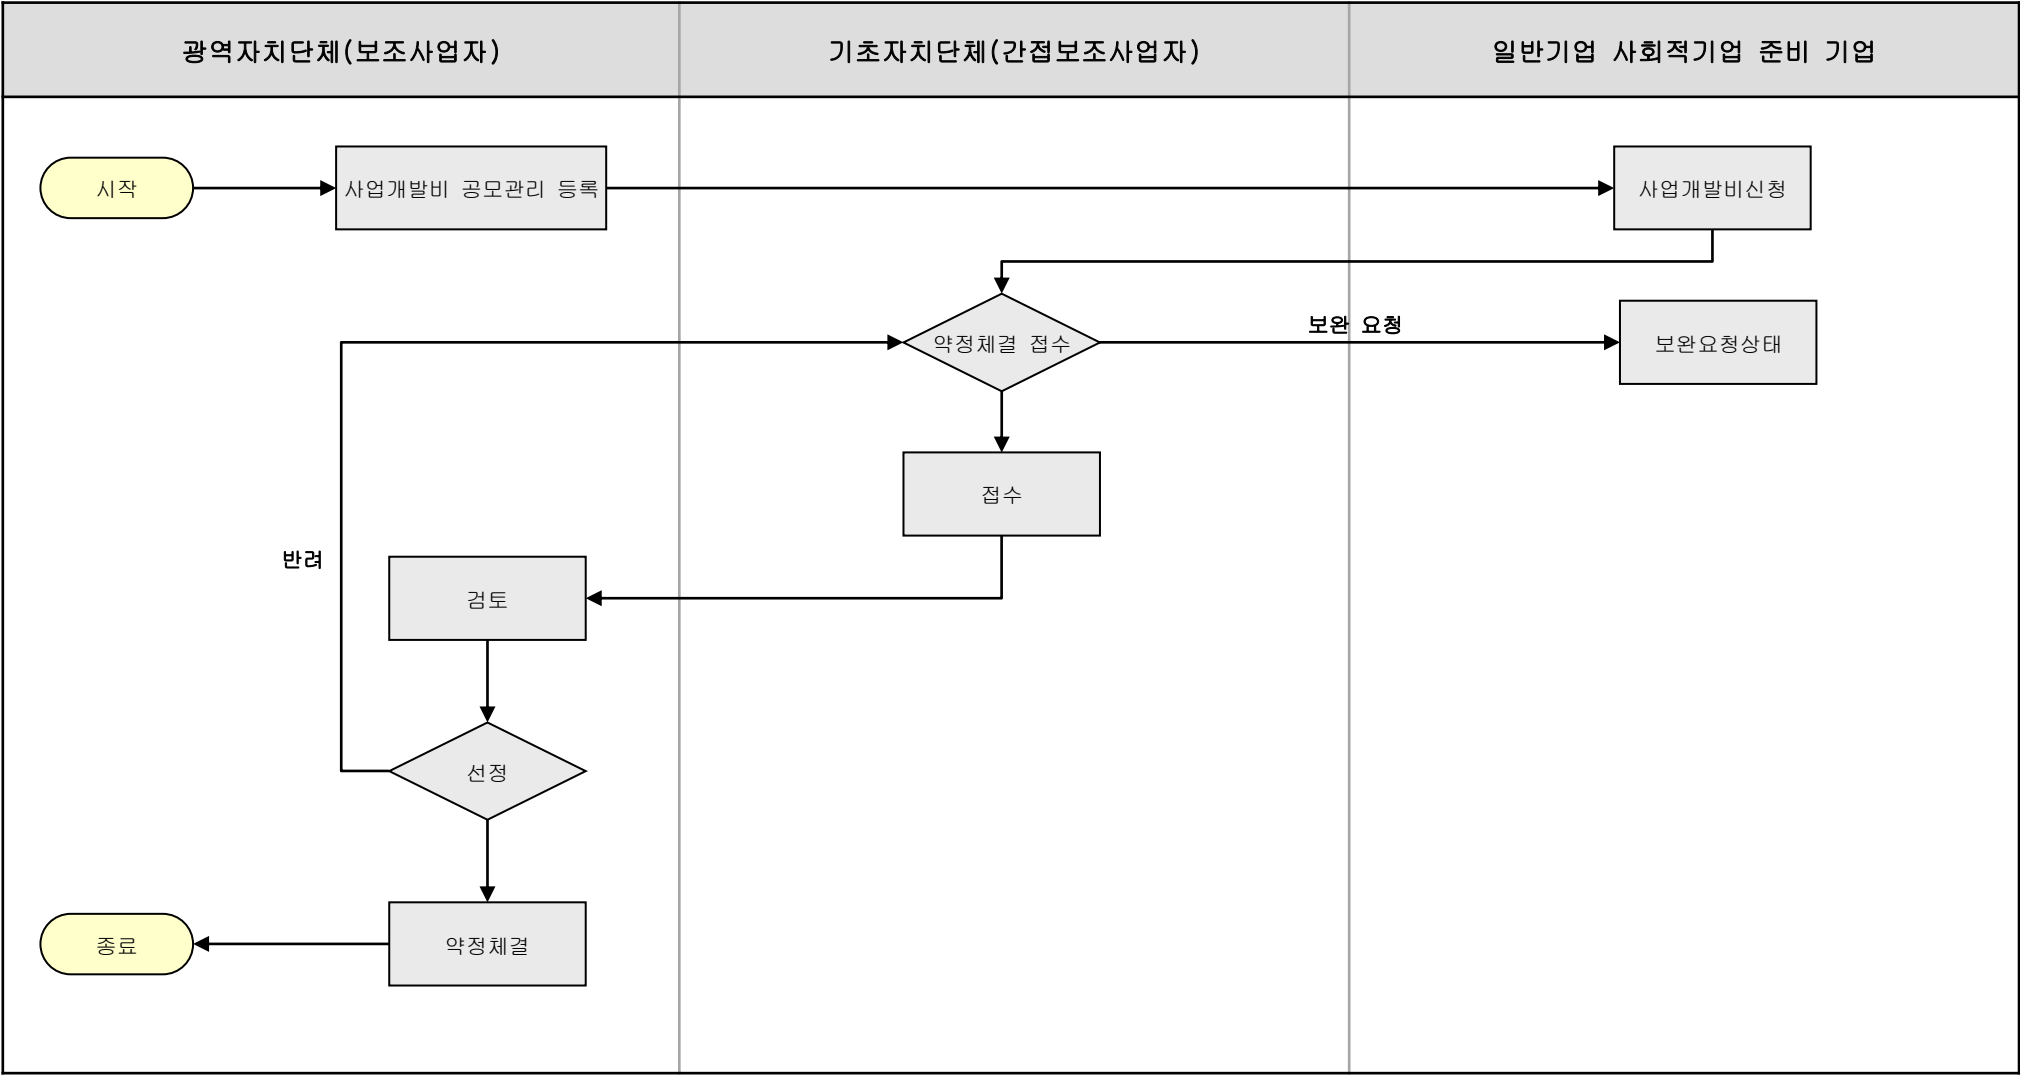 광역자치단체(보조사업자)
기초자치단체(간접보조사업자)
일반기업 사회적기업 준비 기업
시작
사업개발비 공모관리 등록
사업개발비신청
약정체결 접수
보완 요청
보완요청상태
접수
반려
검토
선정
종료
약정체결